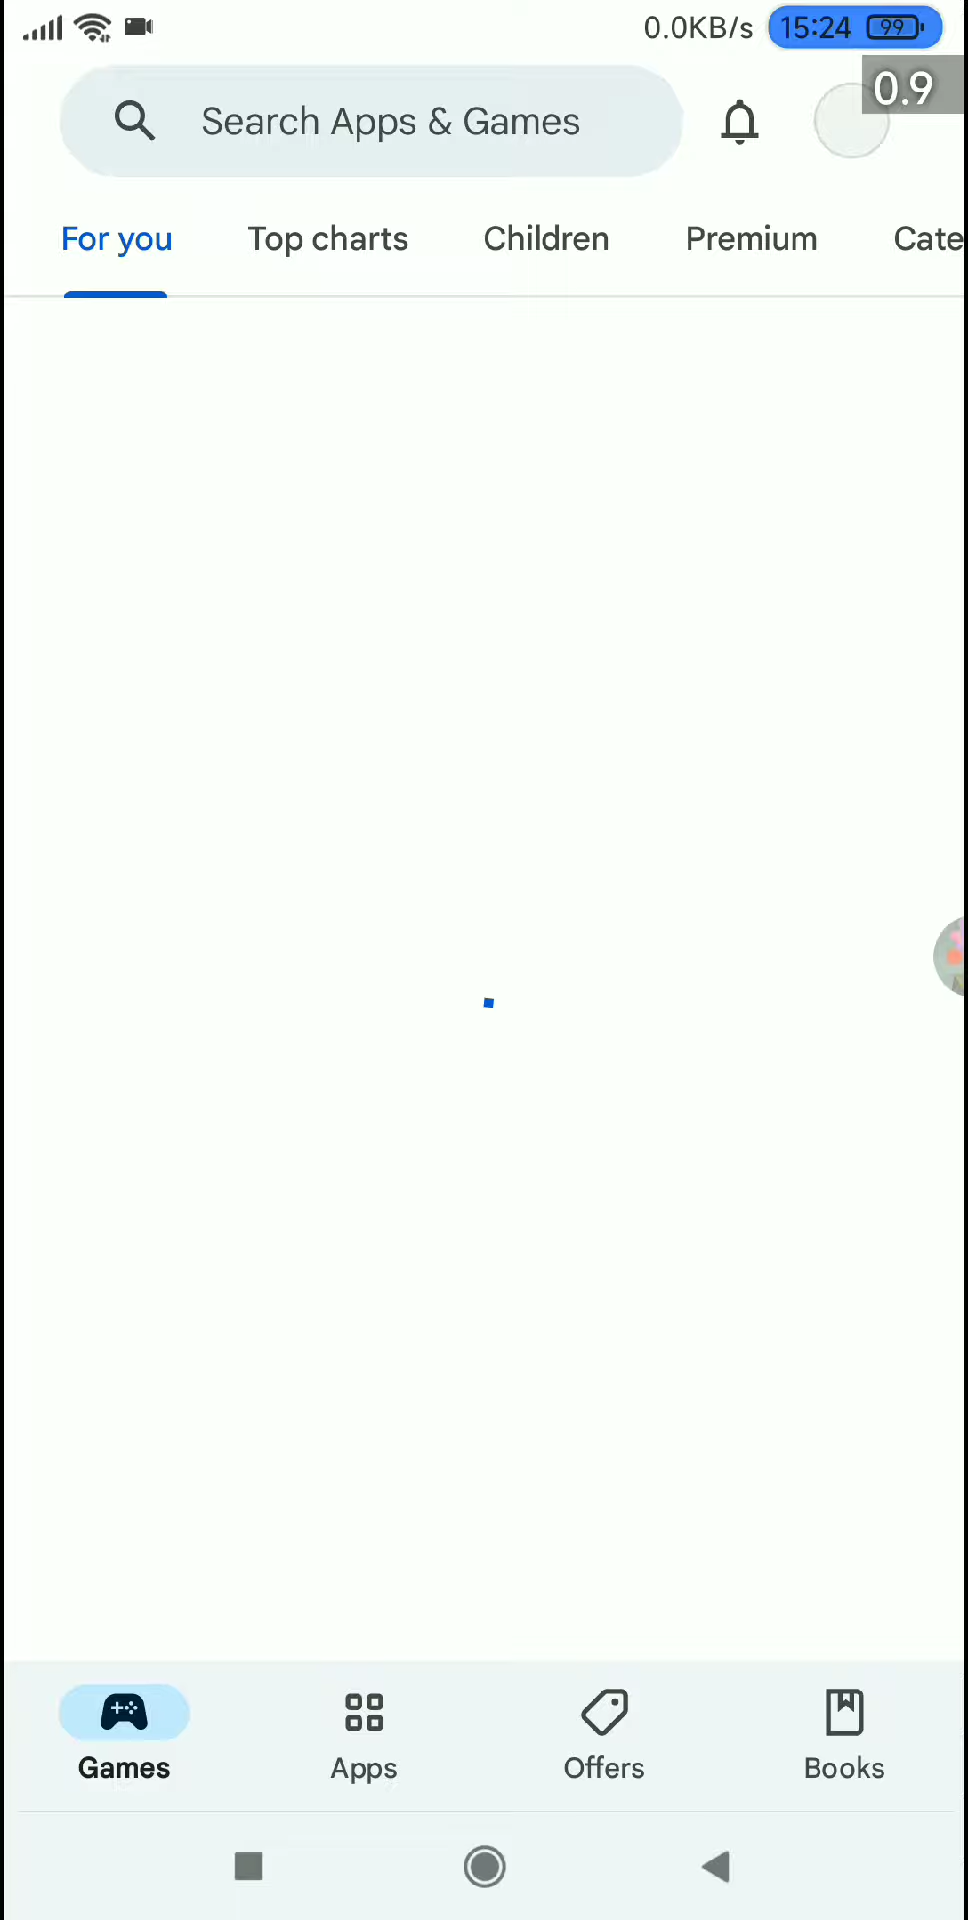 0.0KB/s 15:24 99
0.9
Search Apps & Games
For you Top charts Children Premium Cate
Games Apps Offers Books